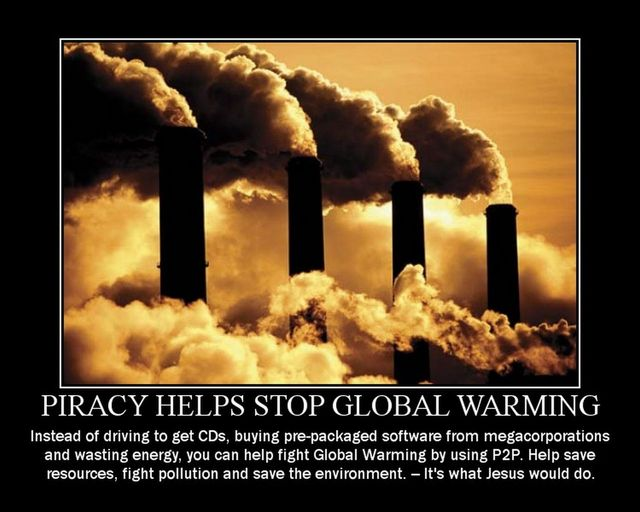 PIRACY HELPS STOP GLOBAL WARMING
Instead of driving to get CDs, buying pre-packaged software from megacorporations
and wasting energy, you can help fight Global Warming by using P2P. Help save
resources, fight pollution and save the environment. – It's what Jesus would do.